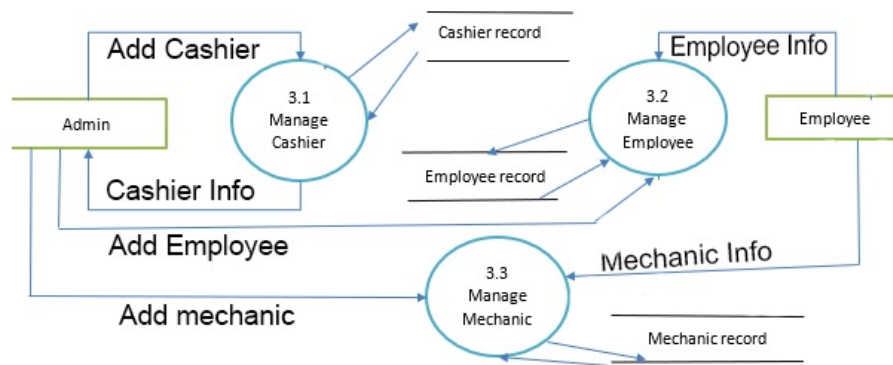 Add Cashier
Cashier record
Employee Info
3.1
Manage
Cashier
3.2
Manage
Employee
Admin
Employee
Employee record
Cashier Info
Add Employee
Mechanic Info
3.3
Manage
Mechanic
Add mechanic
Mechanic record